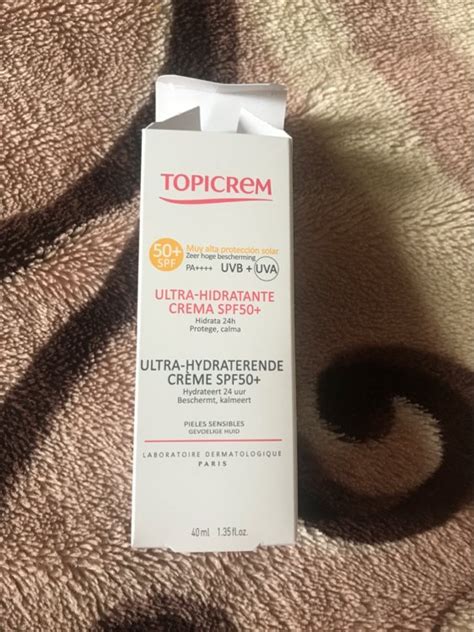 TOPICREM
50+
SPF
Muy alta protección solar
Zeer hoge bescherming
PA++++ UVB + UVA
ULTRA-HIDRATANTE
CREMA SPF50+
Hidrata 24h
Protege, calma
ULTRA-HYDRATERENDE
CRÈME SPF50+
Hydrateert 24 uur
Beschermt, kalmeert
PIELES SENSIBLES
GEVOELIGE HUID
LABORATOIRE DERMATOLOGIQUE
PARIS
40 ml 1.35 fl.oz.